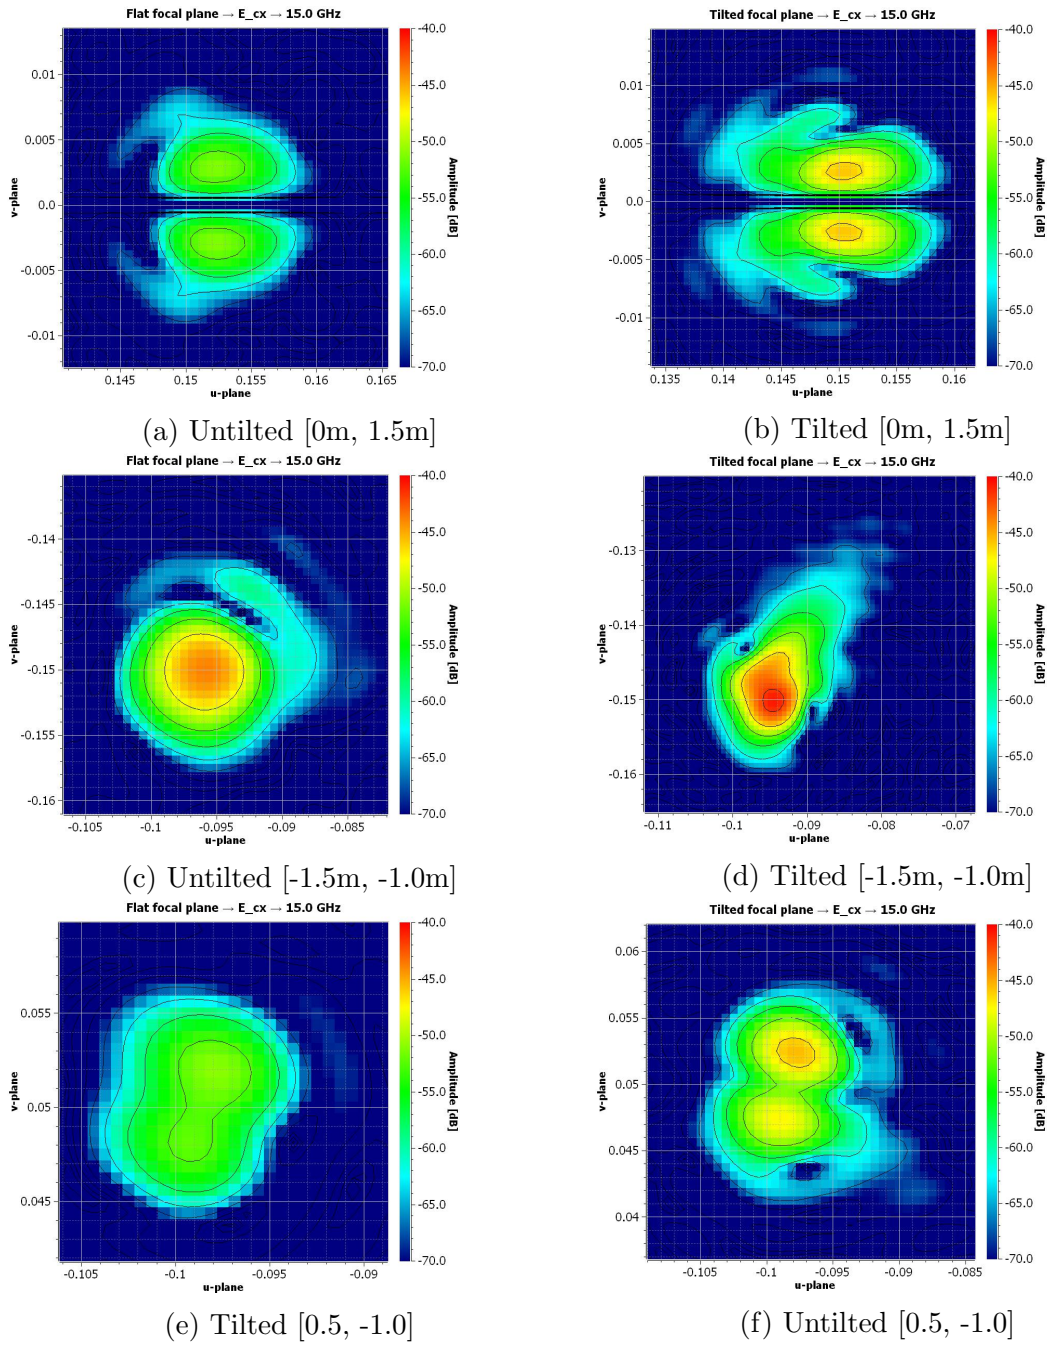 Flat focal plane → E_cx → 15.0 GHz
0.01
0.005
0.0
-0.005
-0.01
v-plane
0.145 0.15 0.155 0.16 0.165
u-plane
-40.0
-45.0
-50.0
-55.0
-60.0
-65.0
-70.0
Amplitude [dB]
(a) Untilted [0m, 1.5m]
Tilted focal plane → E_cx → 15.0 GHz
0.01
0.005
0.0
-0.005
-0.01
v-plane
0.135 0.14 0.145 0.15 0.155 0.16
u-plane
-40.0
-45.0
-50.0
-55.0
-60.0
-65.0
-70.0
Amplitude [dB]
(b) Tilted [0m, 1.5m]
Flat focal plane → E_cx → 15.0 GHz
-0.14
-0.145
-0.15
-0.155
-0.16
v-plane
-0.105 -0.1 -0.095 -0.09 -0.085
u-plane
-40.0
-45.0
-50.0
-55.0
-60.0
-65.0
-70.0
Amplitude [dB]
(c) Untilted [-1.5m, -1.0m]
Tilted focal plane → E_cx → 15.0 GHz
-0.13
-0.14
-0.15
-0.16
v-plane
-0.11 -0.1 -0.09 -0.08 -0.07
u-plane
-40.0
-45.0
-50.0
-55.0
-60.0
-65.0
-70.0
Amplitude [dB]
(d) Tilted [-1.5m, -1.0m]
Flat focal plane → E_cx → 15.0 GHz
0.055
0.05
0.045
v-plane
-0.105 -0.1 -0.095 -0.09
u-plane
-40.0
-45.0
-50.0
-55.0
-60.0
-65.0
-70.0
Amplitude [dB]
(e) Tilted [0.5, -1.0]
Tilted focal plane → E_cx → 15.0 GHz
0.06
0.055
0.05
0.045
0.04
v-plane
-0.105 -0.1 -0.095 -0.09 -0.085
u-plane
-40.0
-45.0
-50.0
-55.0
-60.0
-65.0
-70.0
Amplitude [dB]
(f) Untilted [0.5, -1.0]